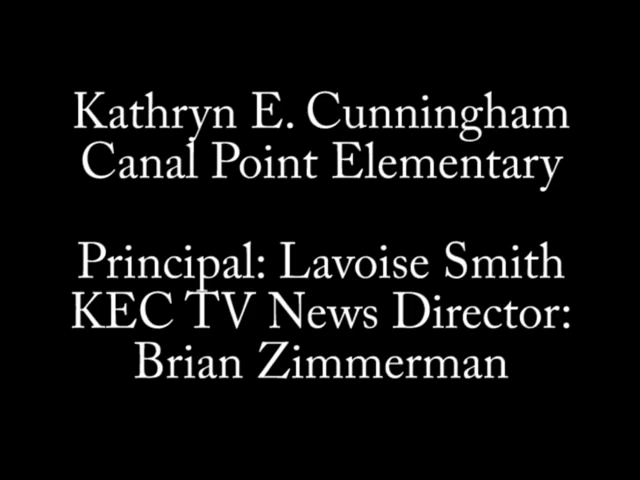 Kathryn E. Cunningham
Canal Point Elementary
Principal: Lavoise Smith
KEC TV News Director:
Brian Zimmerman